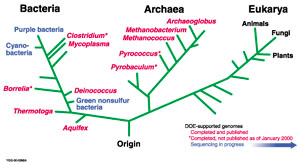 Bacteria
Archaea
Eukarya
Purple bacteria
Cyano-
bacteria
Clostridium*
Mycoplasma
Borrelia*
Deinococcus
Green nonsulfur
bacteria
Thermotoga
Aquifex
Archaeoglobus
Methanobacterium
Methanococcus
Pyrococcus*
Pyrobaculum*
Animals
Fungi
Plants
Origin
DOE-supported genomes
Completed and published
*Completed, not published as of January 2000
Sequencing in progress